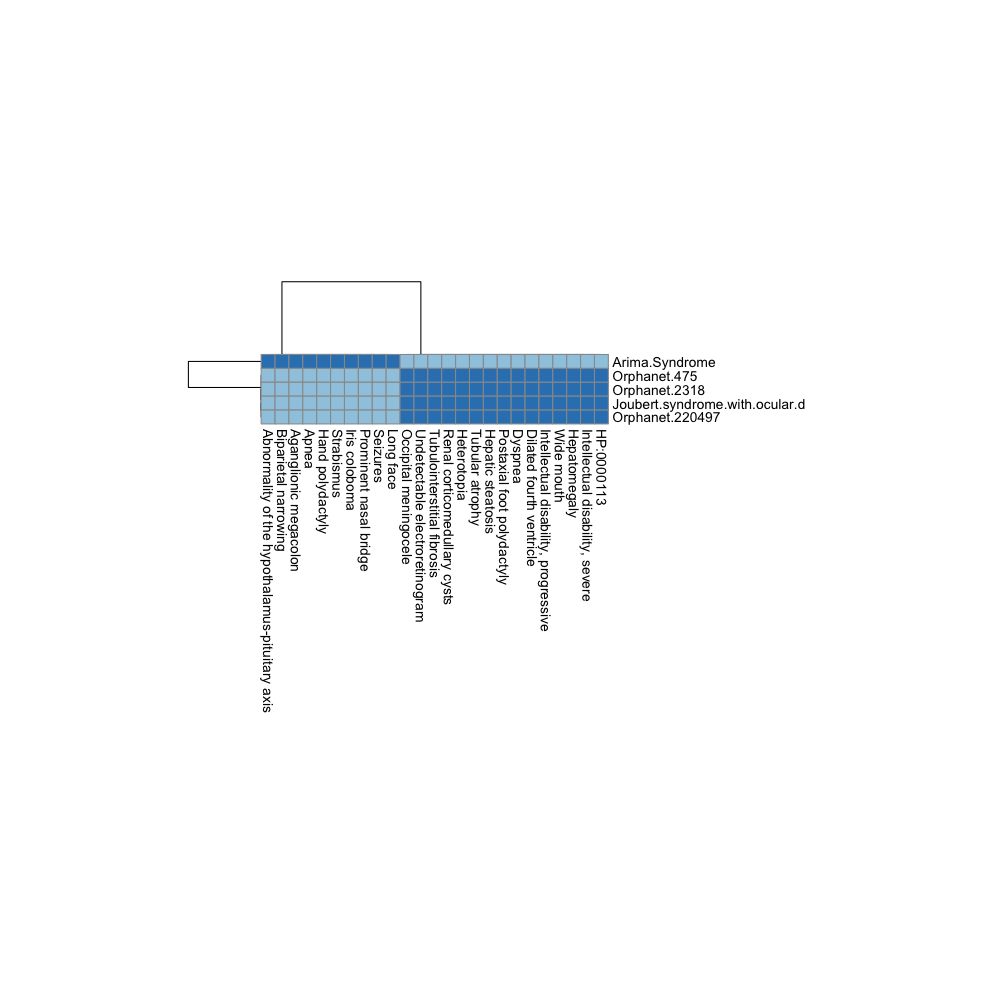 Arima.Syndrome
Orphanet.475
Orphanet.2318
Joubert.syndrome.with.ocular.d
Orphanet.220497
Abnormality of the hypothalamus-pituitary axis
Biparietal narrowing
Aganglionic megacolon
Apnea
Hand polydactyly
Strabismus
Iris coloboma
Prominent nasal bridge
Seizures
Long face
Occipital meningocele
Undetectable electroretinogram
Tubulointerstitial fibrosis
Renal corticomedullary cysts
Heterotopia
Tubular atrophy
Hepatic steatosis
Postaxial foot polydactyly
Dyspnea
Dilated fourth ventricle
Intellectual disability, progressive
Wide mouth
Hepatomegaly
Intellectual disability, severe
HP:0000113